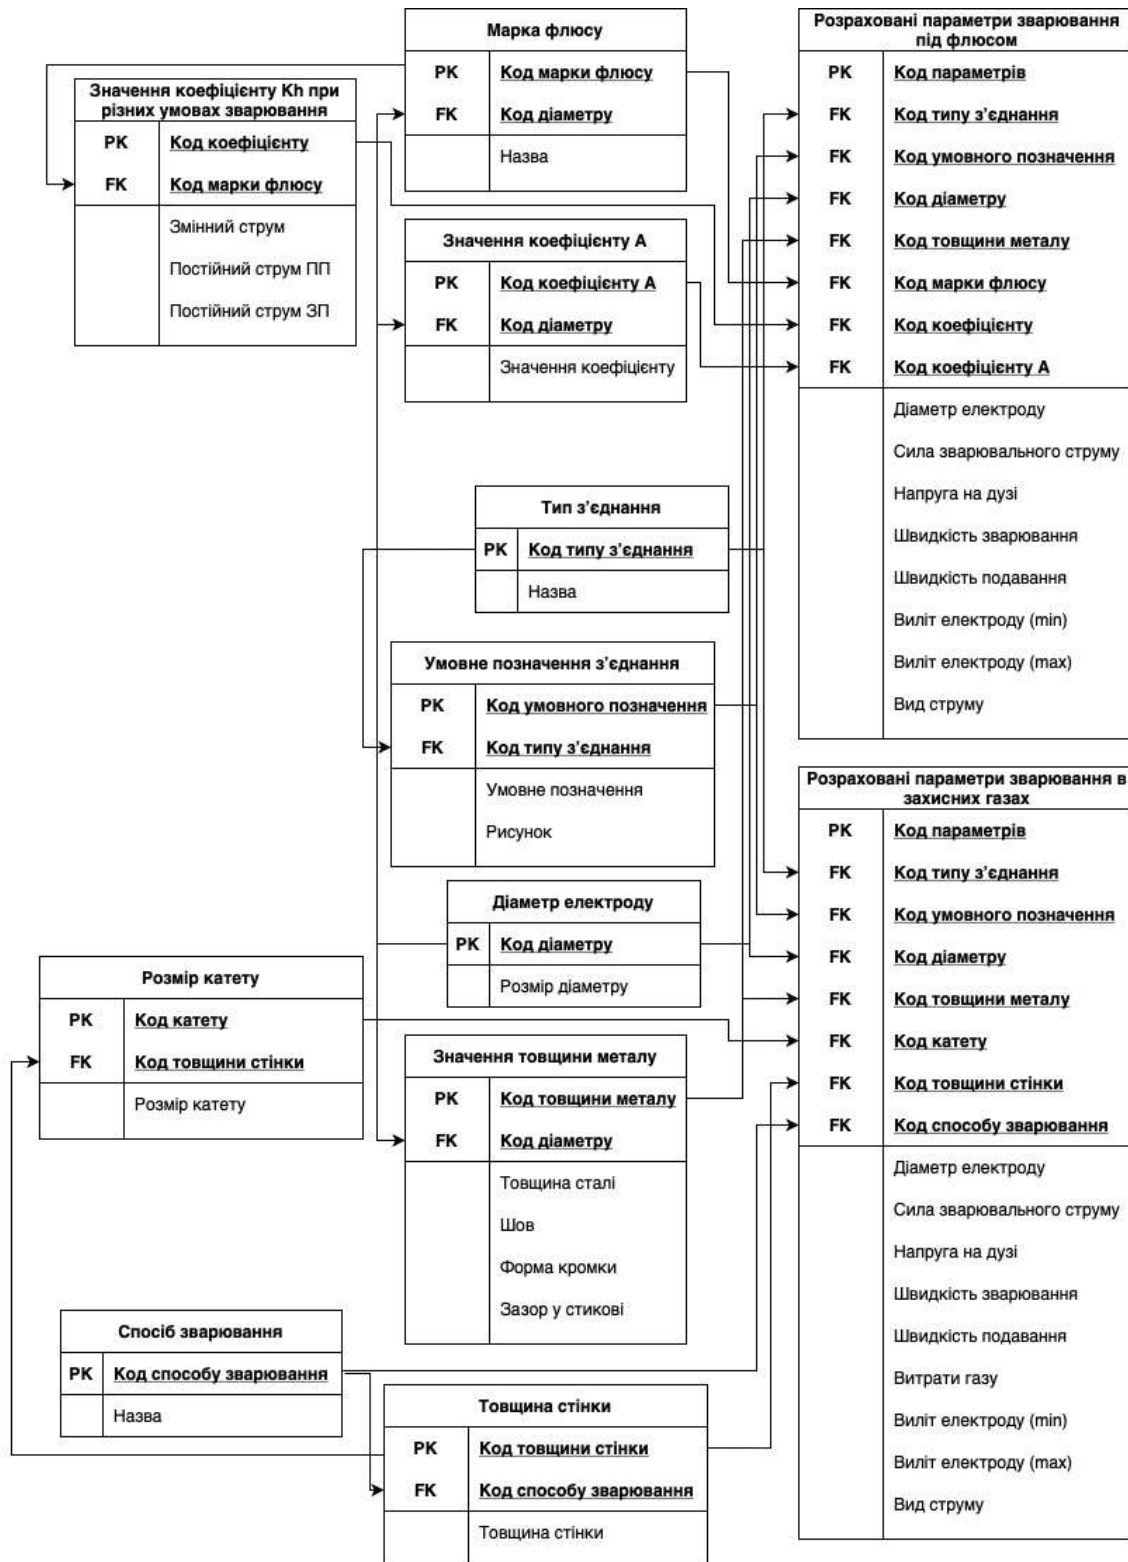 Марка флюсу
PK Код марки флюсу
FK Код діаметру
Назва
Розраховані параметри зварювання
під флюсом
PK Код параметрів
FK Код типу з’єднання
FK Код умовного позначення
FK Код діаметру
FK Код товщини металу
FK Код марки флюсу
FK Код коефіцієнту
FK Код коефіцієнту А
Діаметр електроду
Сила зварювального струму
Напруга на дузі
Швидкість зварювання
Швидкість подавання
Виліт електроду (min)
Виліт електроду (max)
Вид струму
Значення коефіцієнту Kh при
різних умовах зварювання
PK Код коефіцієнту
FK Код марки флюсу
Змінний струм
Постійний струм ПП
Постійний струм ЗП
Значення коефіцієнту А
PK Код коефіцієнту А
FK Код діаметру
Значення коефіцієнту
Тип з’єднання
PK Код типу з’єднання
Назва
Умовне позначення з’єднання
PK Код умовного позначення
FK Код типу з’єднання
Умовне позначення
Рисунок
Розраховані параметри зварювання в
захисних газах
PK Код параметрів
FK Код типу з’єднання
FK Код умовного позначення
FK Код діаметру
FK Код товщини металу
FK Код катету
FK Код товщини стінки
FK Код способу зварювання
Діаметр електроду
Сила зварювального струму
Напруга на дузі
Швидкість зварювання
Швидкість подавання
Витрати газу
Виліт електроду (min)
Виліт електроду (max)
Вид струму
Діаметр електроду
PK Код діаметру
Розмір діаметру
Розмір катету
PK Код катету
FK Код товщини стінки
Розмір катету
Значення товщини металу
PK Код товщини металу
FK Код діаметру
Товщина сталі
Шов
Форма кромки
Зазор у стикові
Спосіб зварювання
PK Код способу зварювання
Назва
Товщина стінки
PK Код товщини стінки
FK Код способу зварювання
Товщина стінки